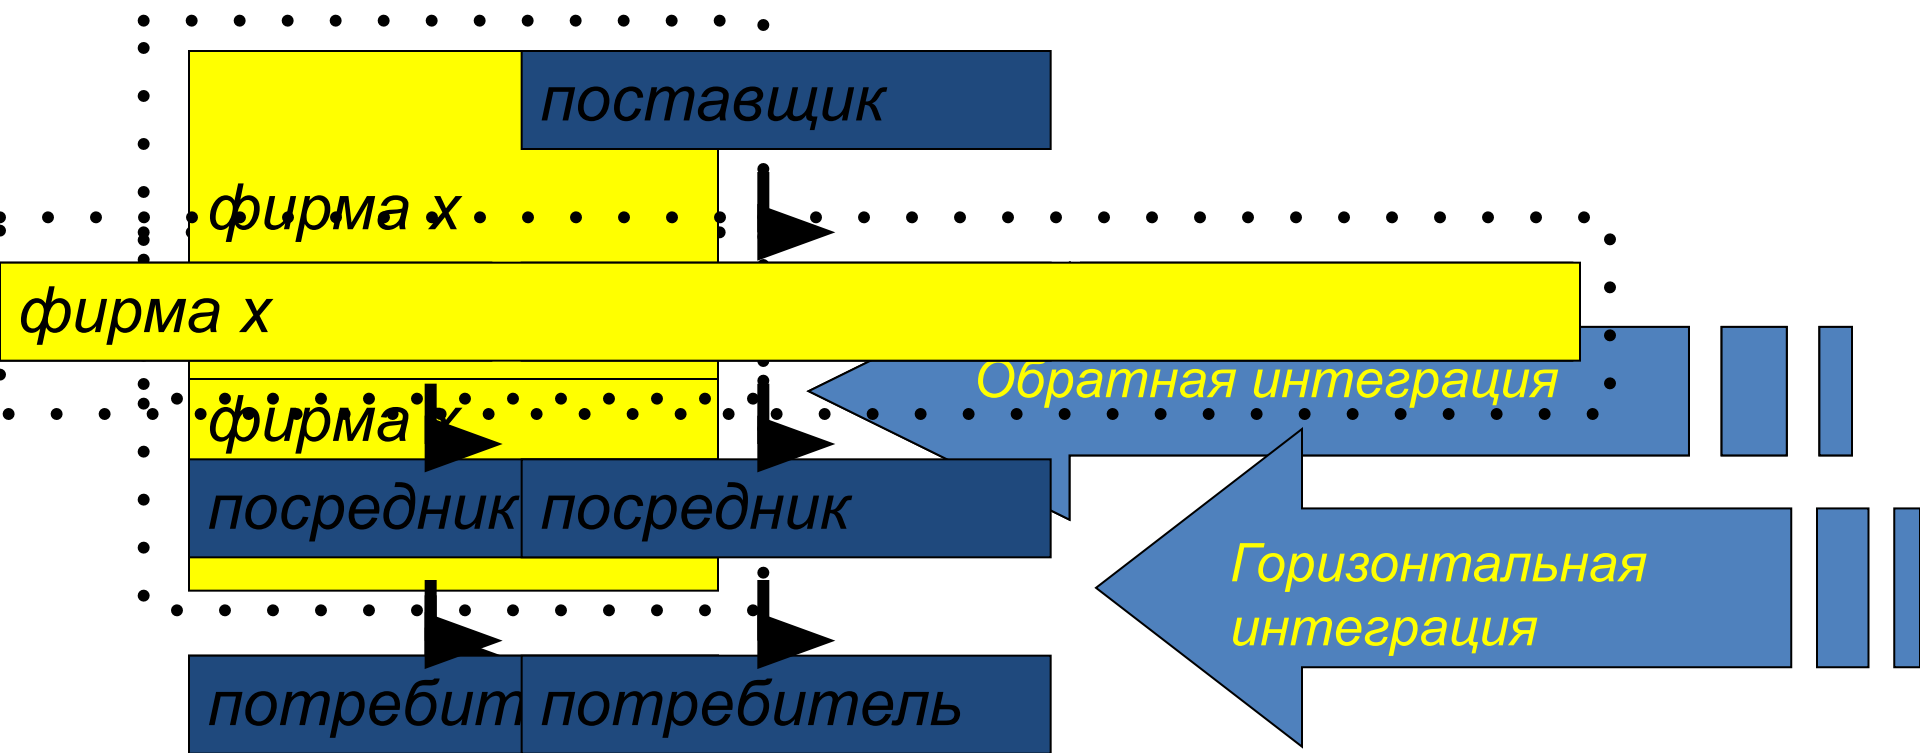 поставщик
фирма х
фирма х
Обратная интеграция
фирма х
посредник
посредник
Горизонтальная
интеграция
потребит
потребитель